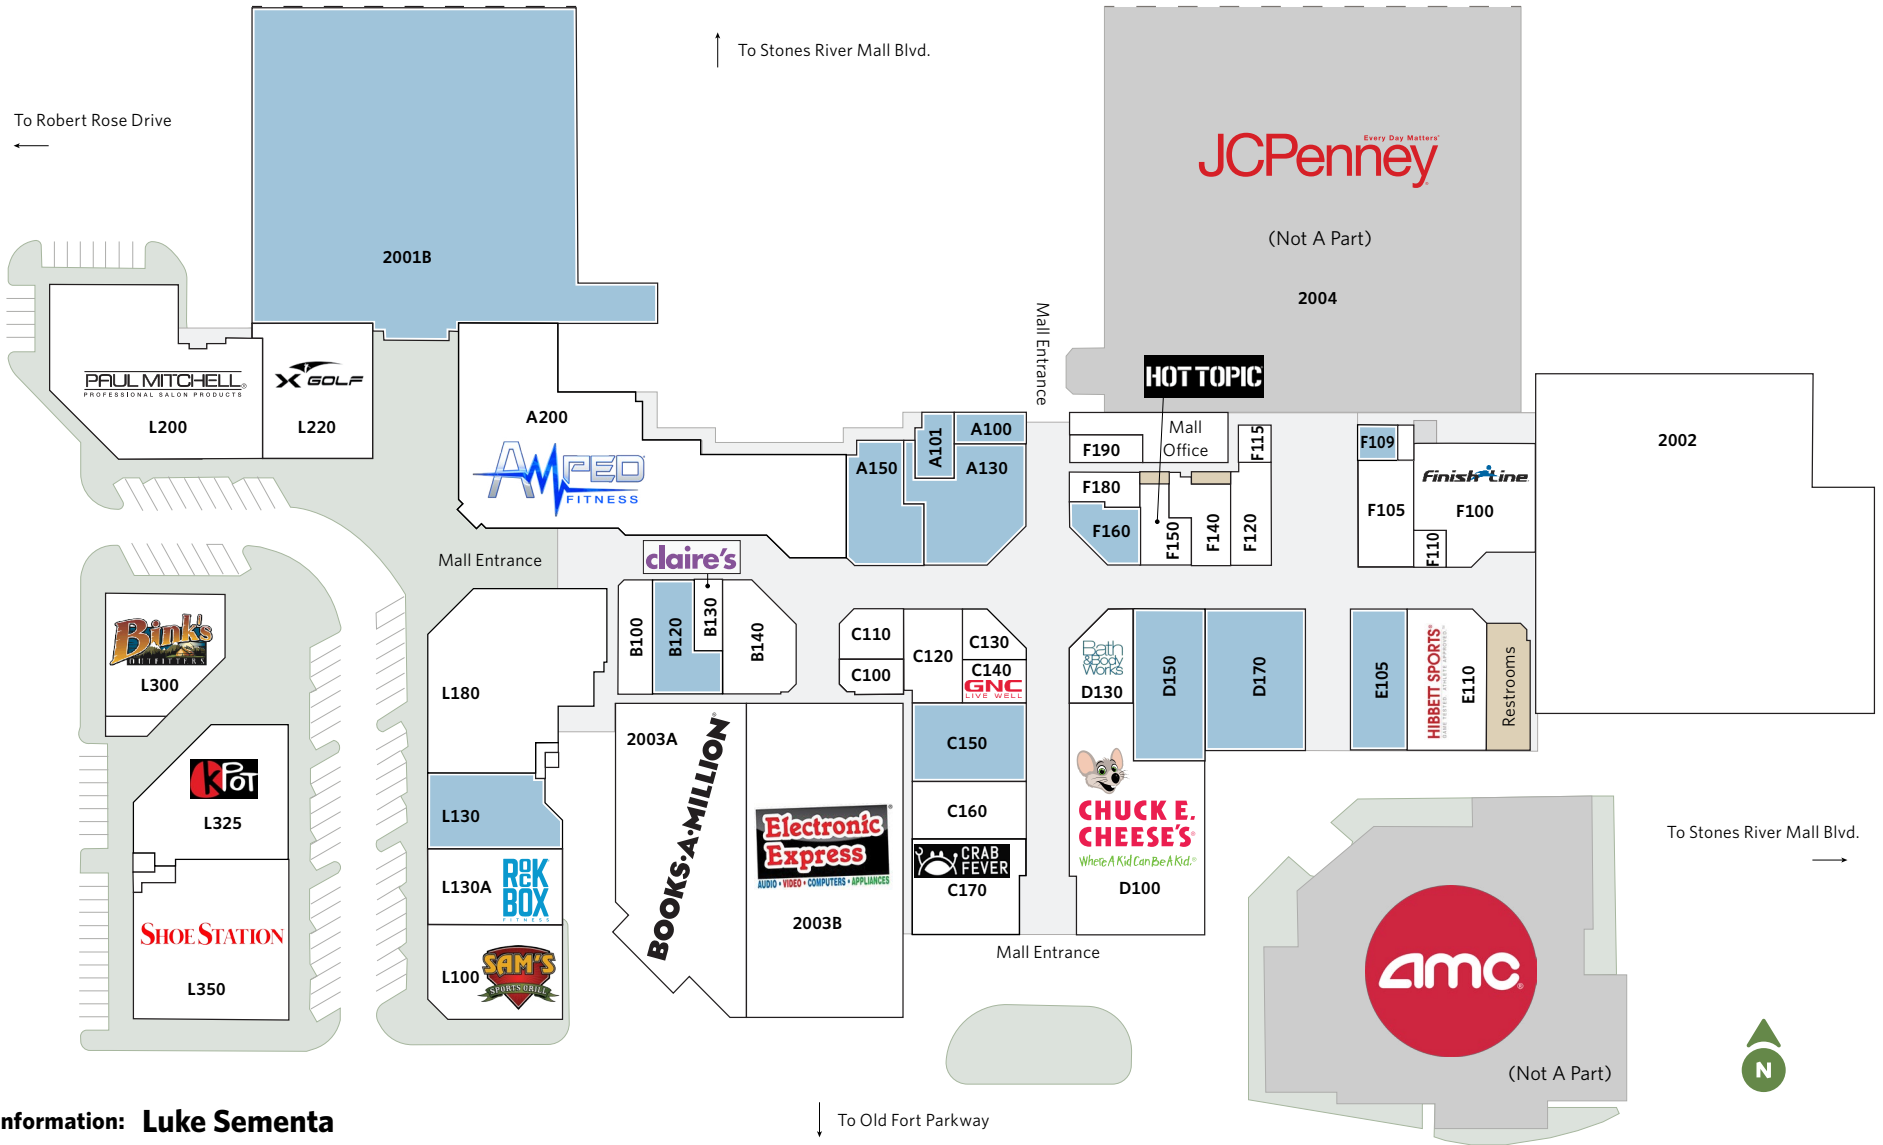 To Stones River Mall Blvd.
To Robert Rose Drive
2001B
Every Day Matters®
JCPenney
(Not A Part)
2004
Mall Entrance
PAUL MITCHELL®
PROFESSIONAL SALON PRODUCTS
L200
X GOLF
L220
A200
AMPED
FITNESS
A150
A101
A100
A130
HOT TOPIC
F190
Mall
Office
F115
F180
F160
F150
F140
F120
F109
F105
Finish Line
F100
F110
2002
Mall Entrance
claire's
B100
B120
B130
B140
C110
C100
C120
C130
C140
GNC
LIVE WELL
Bath
&Body
Works
D130
D150
D170
E105
HIBBETT SPORTS®
E110
Restrooms
Bink's
OUTFITTERS
L300
L180
KPOT
L325
L130
L130A
ROCK
BOX
FITNESS
SHOE STATION
L350
L100
SAM'S
SPORTS GRILL
2003A
BOOKS·A·MILLION®
Electronic
Express
AUDIO • VIDEO • COMPUTERS • APPLIANCES
2003B
C150
C160
CRAB
FEVER
C170
CHUCK E.
CHEESE'S®
Where A Kid Can Be A Kid.®
D100
Mall Entrance
To Stones River Mall Blvd.
amc
(Not A Part)
N
To Old Fort Parkway
nformation: Luke Sementa